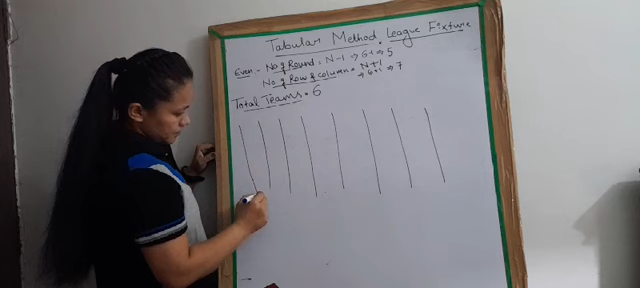 Tabular Method. League Fixture
Even - No of Round = N-1 → 6-1 → 5
No of Row & column = N+1
→ 6+1 → 7
Total Teams = 6